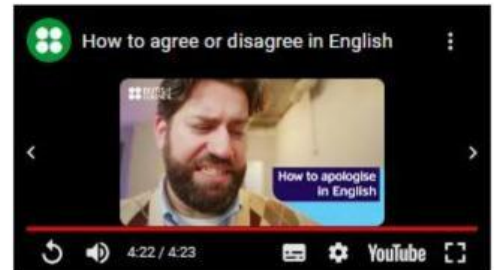 How to agree or disagree in English
How to apologise
in English
4:22 / 4:23
YouTube